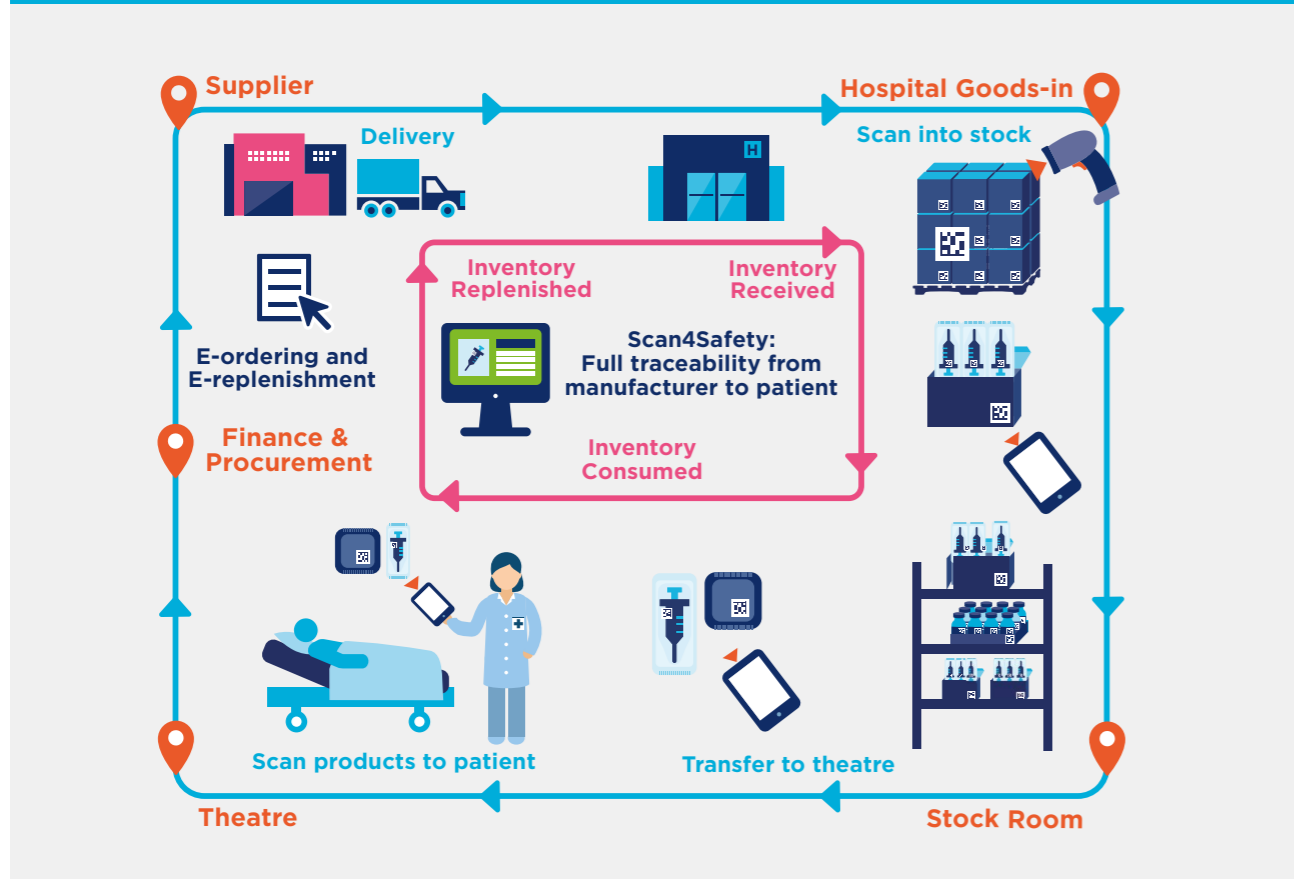 Supplier
Hospital Goods-in
Delivery
Scan into stock
H
Inventory
Replenished
Inventory
Received
Scan4Safety:
Full traceability from
manufacturer to patient
E-ordering and
E-replenishment
Finance &
Procurement
Inventory
Consumed
Scan products to patient
Transfer to theatre
Theatre
Stock Room